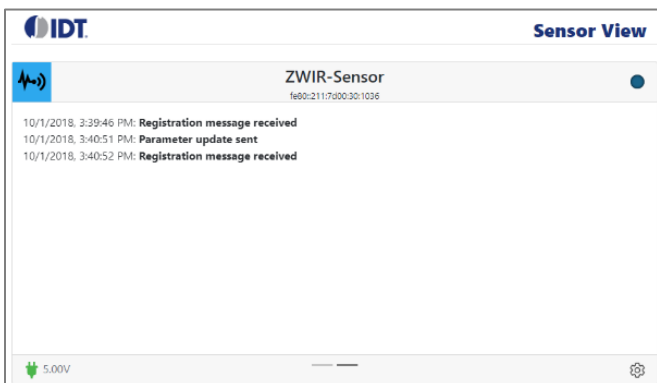 IDT.
Sensor View
ZWIR-Sensor
fe80::211:7d00:30:1036
10/1/2018, 3:39:46 PM: Registration message received
10/1/2018, 3:40:51 PM: Parameter update sent
10/1/2018, 3:40:52 PM: Registration message received
5.00V